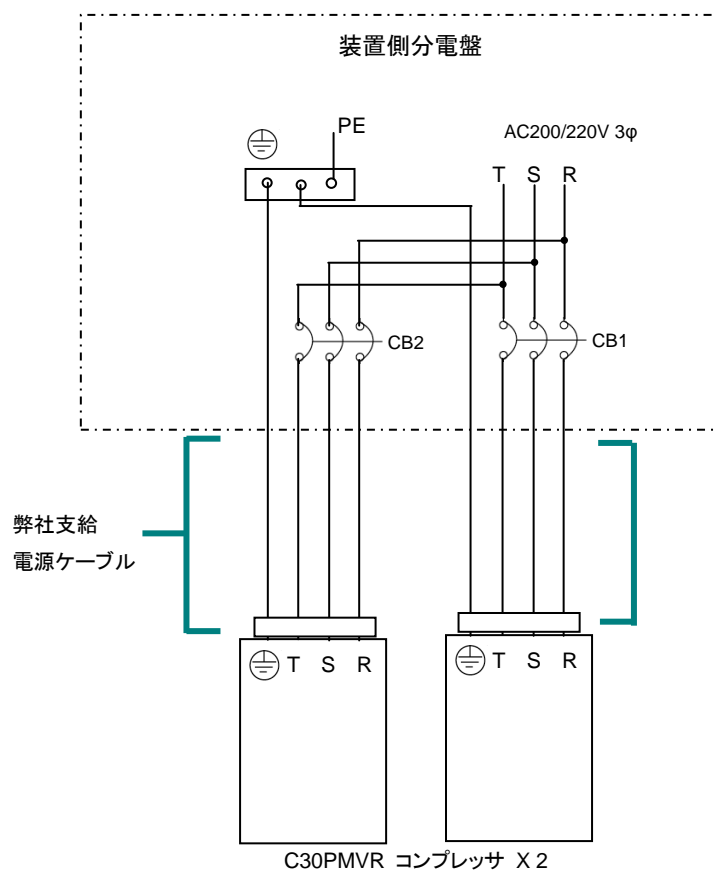 装置側分電盤
PE
AC200/220V 3φ
T S R
CB2
CB1
弊社支給
電源ケーブル
T S R
T S R
C30PMVR コンプレッサ X 2